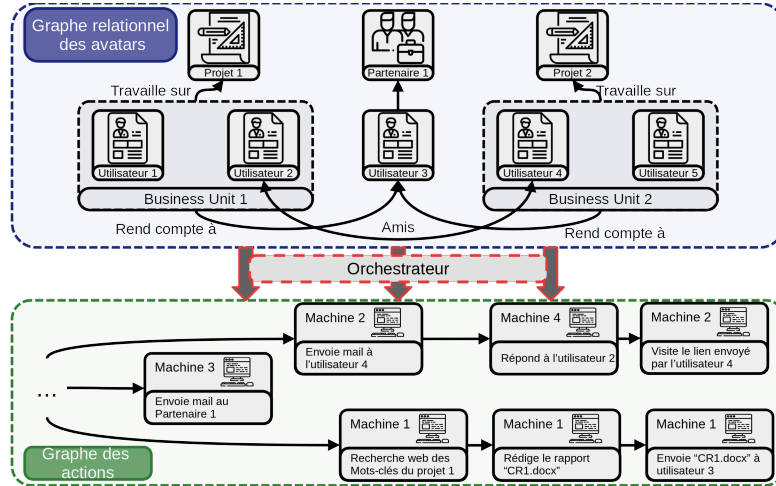 Graphe relationnel
des avatars
Projet 1
Partenaire 1
Projet 2
Travaille sur
Travaille sur
Utilisateur 1
Utilisateur 2
Utilisateur 3
Utilisateur 4
Utilisateur 5
Business Unit 1
Business Unit 2
Rend compte à
Amis
Rend compte à
Orchestrateur
Machine 2
Envoie mail à
l'utilisateur 4
Machine 4
Répond à l'utilisateur 2
Machine 2
Visite le lien envoyé
par l'utilisateur 4
...
Machine 3
Envoie mail au
Partenaire 1
Machine 1
Recherche web des
Mots-clés du projet 1
Machine 1
Rédige le rapport
“CR1.docx”
Machine 1
Envoie “CR1.docx” à
utilisateur 3
Graphe des
actions